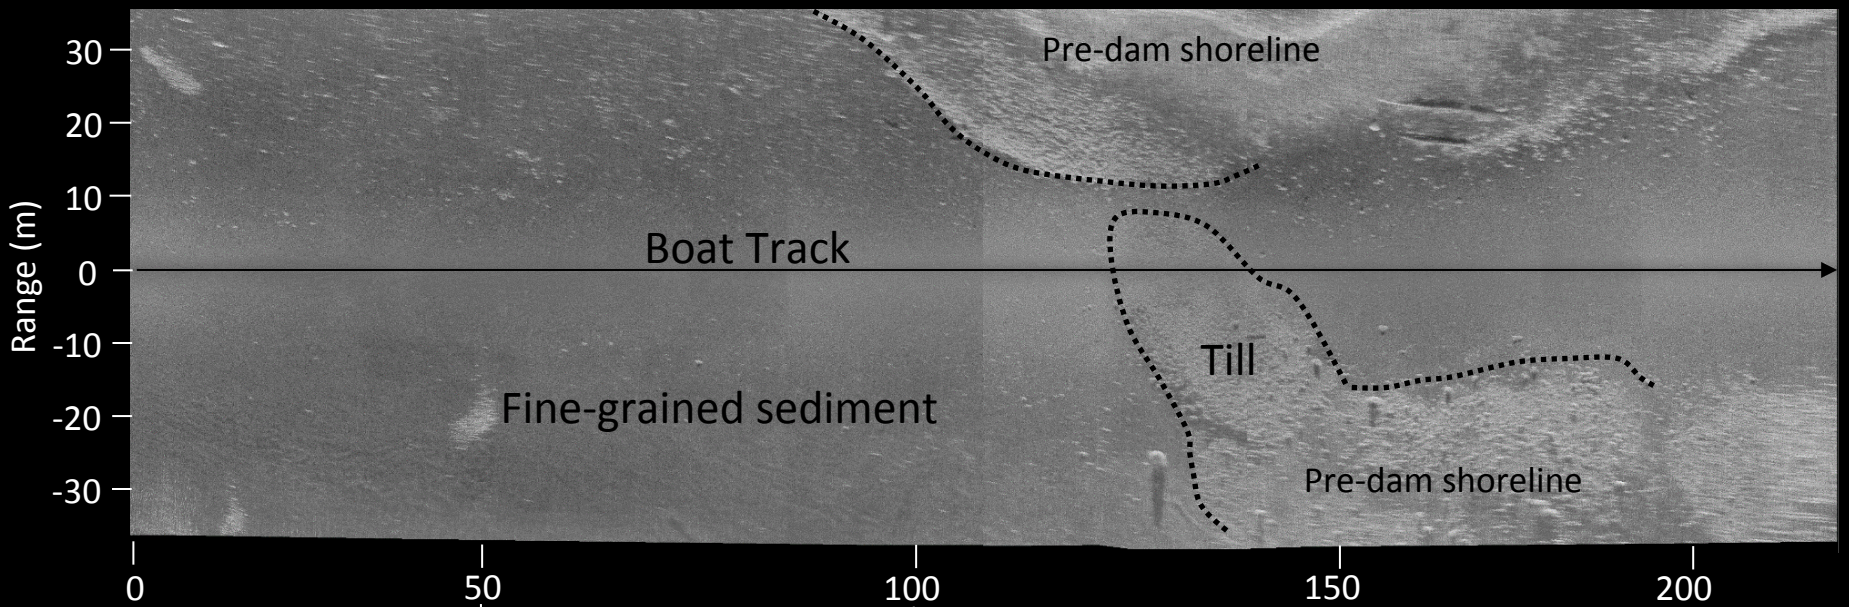 Pre-dam shoreline
30
20
10
0
-10
-20
-30
Range (m)
Boat Track
Till
Fine-grained sediment
Pre-dam shoreline
0
50
100
150
200